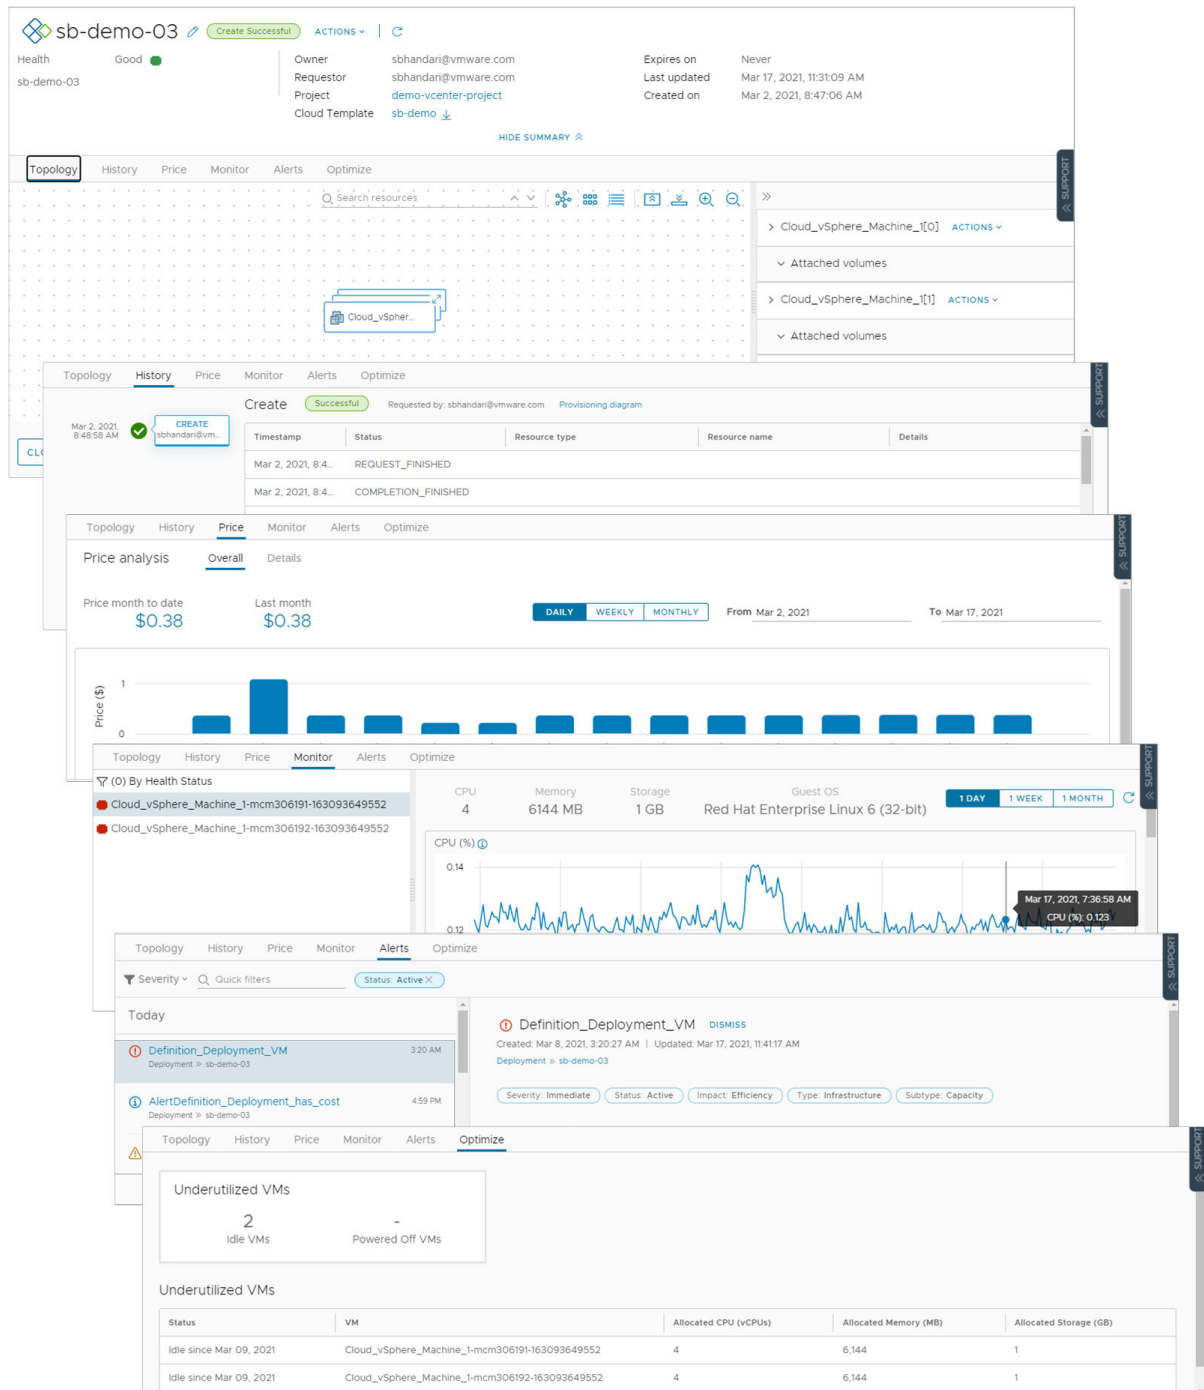 sb-demo-03 Create Successful ACTIONS
Health Good
sb-demo-03
Owner sbhandari@vmware.com
Requestor sbhandari@vmware.com
Project demo-vcenter-project
Cloud Template sb-demo
Expires on Never
Last updated Mar 17, 2021, 11:31:09 AM
Created on Mar 2, 2021, 8:47:06 AM
HIDE SUMMARY
Topology History Price Monitor Alerts Optimize
SUPPORT
Search resources
Cloud_vSphere_Machine_1[0] ACTIONS
Attached volumes
Cloud_vSpher...
Cloud_vSphere_Machine_1[1] ACTIONS
Attached volumes
Topology History Price Monitor Alerts Optimize
SUPPORT
Create Successful Requested by: sbhandari@vmware.com Provisioning diagram
Mar 2, 2021,
8:48:58 AM
CREATE
sbhandari@vm...
Timestamp Status Resource type Resource name Details
Mar 2, 2021, 8:4... REQUEST_FINISHED
Mar 2, 2021, 8:4... COMPLETION_FINISHED
Topology History Price Monitor Alerts Optimize
SUPPORT
Price analysis Overall Details
Price month to date Last month
$0.38 $0.38
DAILY WEEKLY MONTHLY From Mar 2, 2021 To Mar 17, 2021
Price ($)
1
0
Topology History Price Monitor Alerts Optimize
SUPPORT
(0) By Health Status
Cloud_vSphere_Machine_1-mcm306191-163093649552
Cloud_vSphere_Machine_1-mcm306192-163093649552
CPU Memory Storage Guest OS
4 6144 MB 1 GB Red Hat Enterprise Linux 6 (32-bit)
1 DAY 1 WEEK 1 MONTH
CPU (%)
0.14
0.12
Mar 17, 2021, 7:36:58 AM
CPU (%): 0.123
Topology History Price Monitor Alerts Optimize
SUPPORT
Severity Quick filters Status: Active
Today
Definition_Deployment_VM 3:20 AM
Deployment » sb-demo-03
AlertDefinition_Deployment_has_cost 4:59 PM
Deployment » sb-demo-03
Definition_Deployment_VM DISMISS
Created: Mar 8, 2021, 3:20:27 AM | Updated: Mar 17, 2021, 11:41:17 AM
Deployment » sb-demo-03
Severity: Immediate Status: Active Impact: Efficiency Type: Infrastructure Subtype: Capacity
Topology History Price Monitor Alerts Optimize
SUPPORT
Underutilized VMs
2 -
Idle VMs Powered Off VMs
Underutilized VMs
Status VM Allocated CPU (vCPUs) Allocated Memory (MB) Allocated Storage (GB)
Idle since Mar 09, 2021 Cloud_vSphere_Machine_1-mcm306191-163093649552 4 6,144 1
Idle since Mar 09, 2021 Cloud_vSphere_Machine_1-mcm306192-163093649552 4 6,144 1